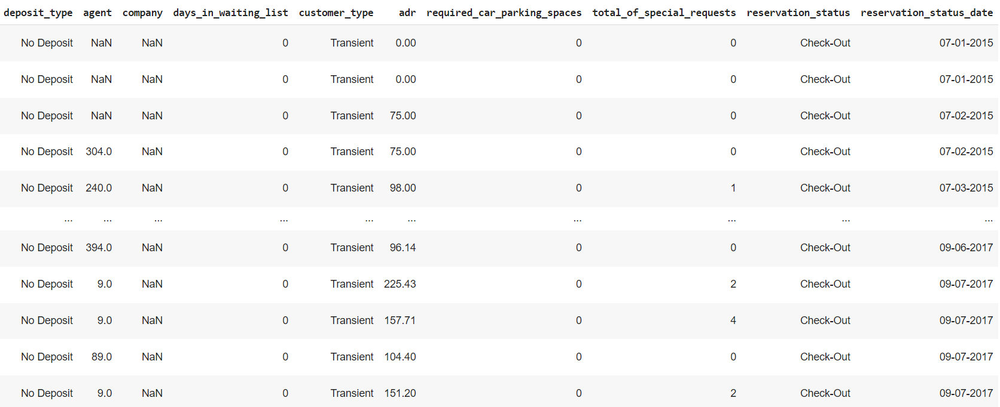 deposit_type agent company days_in_waiting_list customer_type adr required_car_parking_spaces total_of_special_requests reservation_status reservation_status_date
No Deposit NaN NaN 0 Transient 0.00 0 0 Check-Out 07-01-2015
No Deposit NaN NaN 0 Transient 0.00 0 0 Check-Out 07-01-2015
No Deposit NaN NaN 0 Transient 75.00 0 0 Check-Out 07-02-2015
No Deposit 304.0 NaN 0 Transient 75.00 0 0 Check-Out 07-02-2015
No Deposit 240.0 NaN 0 Transient 98.00 0 1 Check-Out 07-03-2015
... ... ... ... ... ... ... ... ... ...
No Deposit 394.0 NaN 0 Transient 96.14 0 0 Check-Out 09-06-2017
No Deposit 9.0 NaN 0 Transient 225.43 0 2 Check-Out 09-07-2017
No Deposit 9.0 NaN 0 Transient 157.71 0 4 Check-Out 09-07-2017
No Deposit 89.0 NaN 0 Transient 104.40 0 0 Check-Out 09-07-2017
No Deposit 9.0 NaN 0 Transient 151.20 0 2 Check-Out 09-07-2017